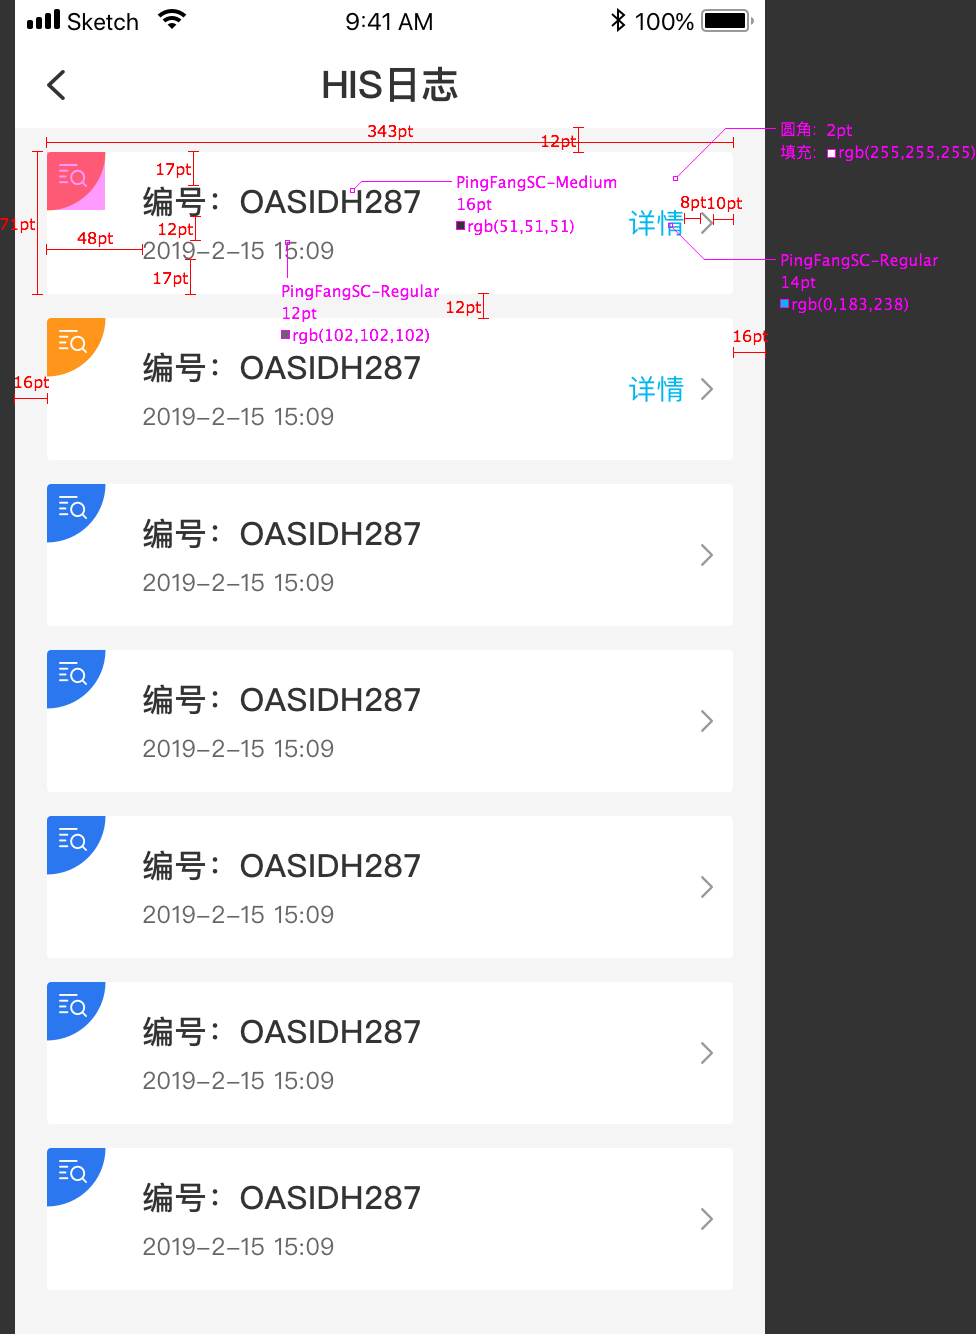 Sketch 9:41 AM 100%
HIS日志
343pt
12pt
圆角：2pt
填充： rgb(255,255,255)
17pt
编号：OASIDH287
PingFangSC-Medium
16pt
rgb(51,51,51)
详情
8pt
10pt
71pt
12pt
48pt
2019-2-15 15:09
17pt
PingFangSC-Regular
14pt
rgb(0,183,238)
PingFangSC-Regular
12pt
rgb(102,102,102)
12pt
16pt
编号：OASIDH287
详情
16pt
2019-2-15 15:09
编号：OASIDH287
2019-2-15 15:09
编号：OASIDH287
2019-2-15 15:09
编号：OASIDH287
2019-2-15 15:09
编号：OASIDH287
2019-2-15 15:09
编号：OASIDH287
2019-2-15 15:09